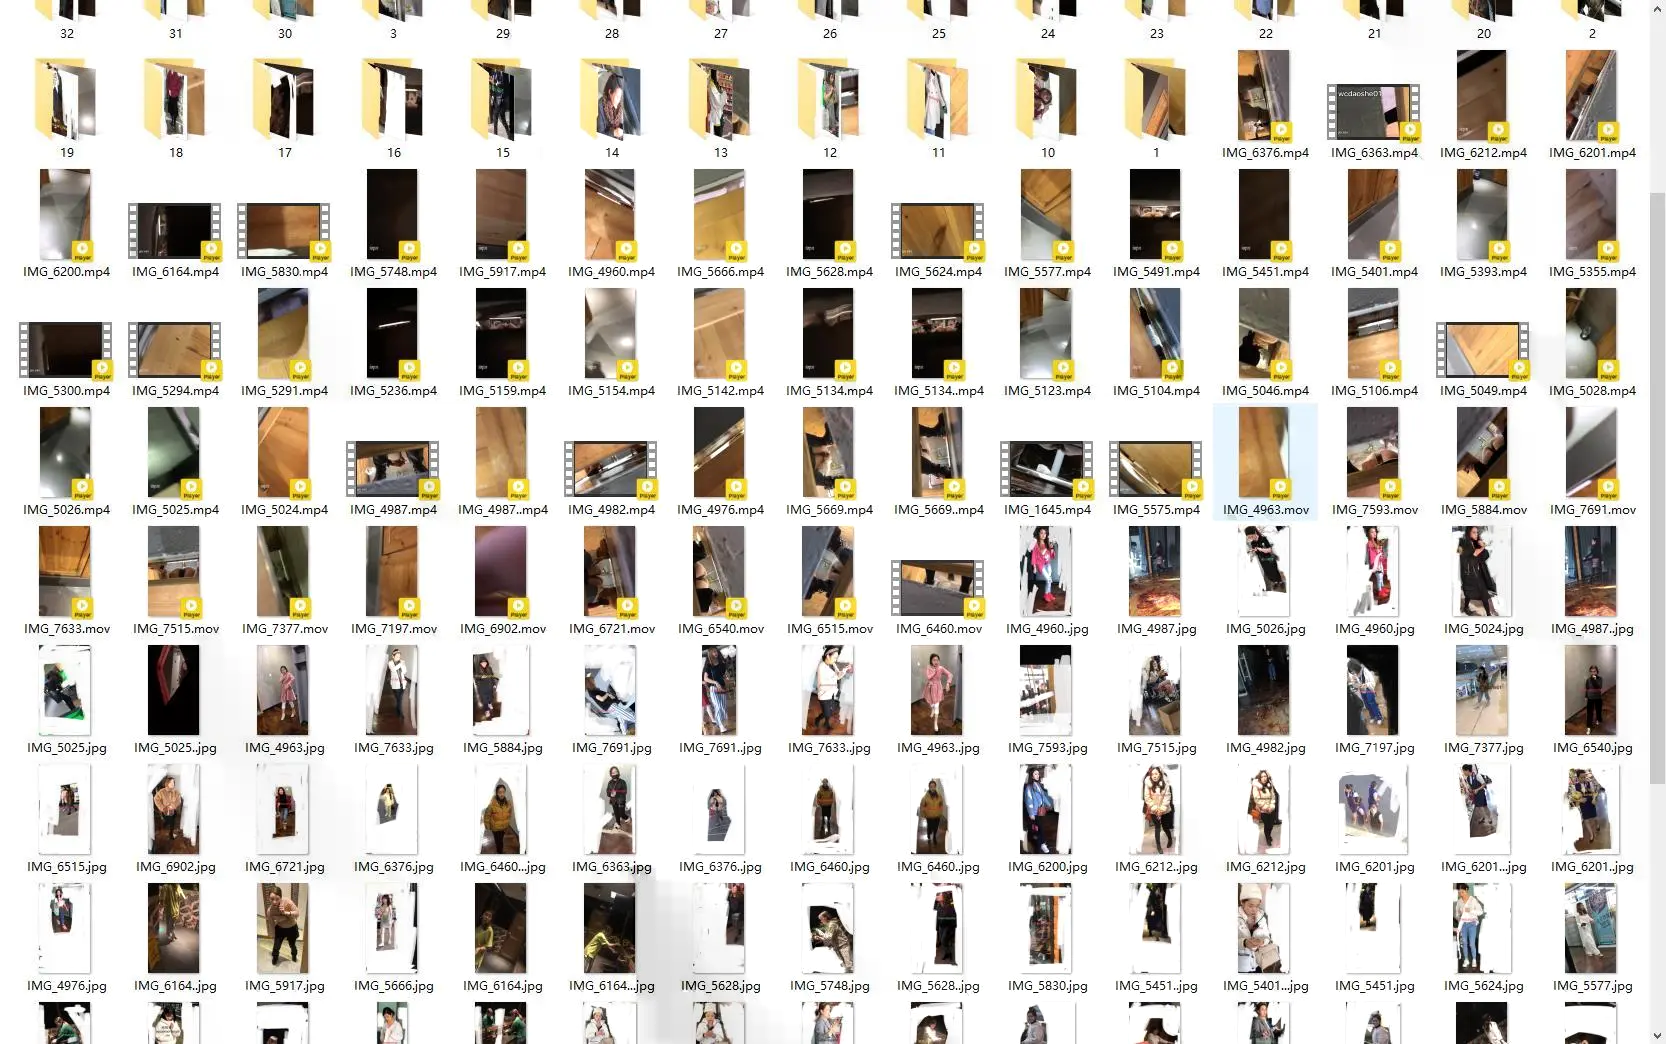 32 31 30 3 29 28 27 26 25 24 23 22 21 20 2
19 18 17 16 15 14 13 12 11 10 1 IMG_6376.mp4 IMG_6363.mp4 IMG_6212.mp4 IMG_6201.mp4
IMG_6200.mp4 IMG_6164.mp4 IMG_5830.mp4 IMG_5748.mp4 IMG_5917.mp4 IMG_4960.mp4 IMG_5666.mp4 IMG_5628.mp4 IMG_5624.mp4 IMG_5577.mp4 IMG_5491.mp4 IMG_5451.mp4 IMG_5401.mp4 IMG_5393.mp4 IMG_5355.mp4
IMG_5300.mp4 IMG_5294.mp4 IMG_5291.mp4 IMG_5236.mp4 IMG_5159.mp4 IMG_5154.mp4 IMG_5142.mp4 IMG_5134.mp4 IMG_5134..mp4 IMG_5123.mp4 IMG_5104.mp4 IMG_5046.mp4 IMG_5106.mp4 IMG_5049.mp4 IMG_5028.mp4
IMG_5026.mp4 IMG_5025.mp4 IMG_5024.mp4 IMG_4987.mp4 IMG_4987..mp4 IMG_4982.mp4 IMG_4976.mp4 IMG_5669.mp4 IMG_5669..mp4 IMG_1645.mp4 IMG_5575.mp4 IMG_4963.mov IMG_7593.mov IMG_5884.mov IMG_7691.mov
IMG_7633.mov IMG_7515.mov IMG_7377.mov IMG_7197.mov IMG_6902.mov IMG_6721.mov IMG_6540.mov IMG_6515.mov IMG_6460.mov IMG_4960..jpg IMG_4987.jpg IMG_5026.jpg IMG_4960.jpg IMG_5024.jpg IMG_4987..jpg
IMG_5025.jpg IMG_5025..jpg IMG_4963.jpg IMG_7633.jpg IMG_5884.jpg IMG_7691.jpg IMG_7691..jpg IMG_7633..jpg IMG_4963..jpg IMG_7593.jpg IMG_7515.jpg IMG_4982.jpg IMG_7197.jpg IMG_7377.jpg IMG_6540.jpg
IMG_6515.jpg IMG_6902.jpg IMG_6721.jpg IMG_6376.jpg IMG_6460...jpg IMG_6363.jpg IMG_6376..jpg IMG_6460.jpg IMG_6460..jpg IMG_6200.jpg IMG_6212..jpg IMG_6212.jpg IMG_6201.jpg IMG_6201...jpg IMG_6201..jpg
IMG_4976.jpg IMG_6164..jpg IMG_5917.jpg IMG_5666.jpg IMG_6164.jpg IMG_6164...jpg IMG_5628.jpg IMG_5748.jpg IMG_5628..jpg IMG_5830.jpg IMG_5451..jpg IMG_5401...jpg IMG_5451.jpg IMG_5624.jpg IMG_5577.jpg